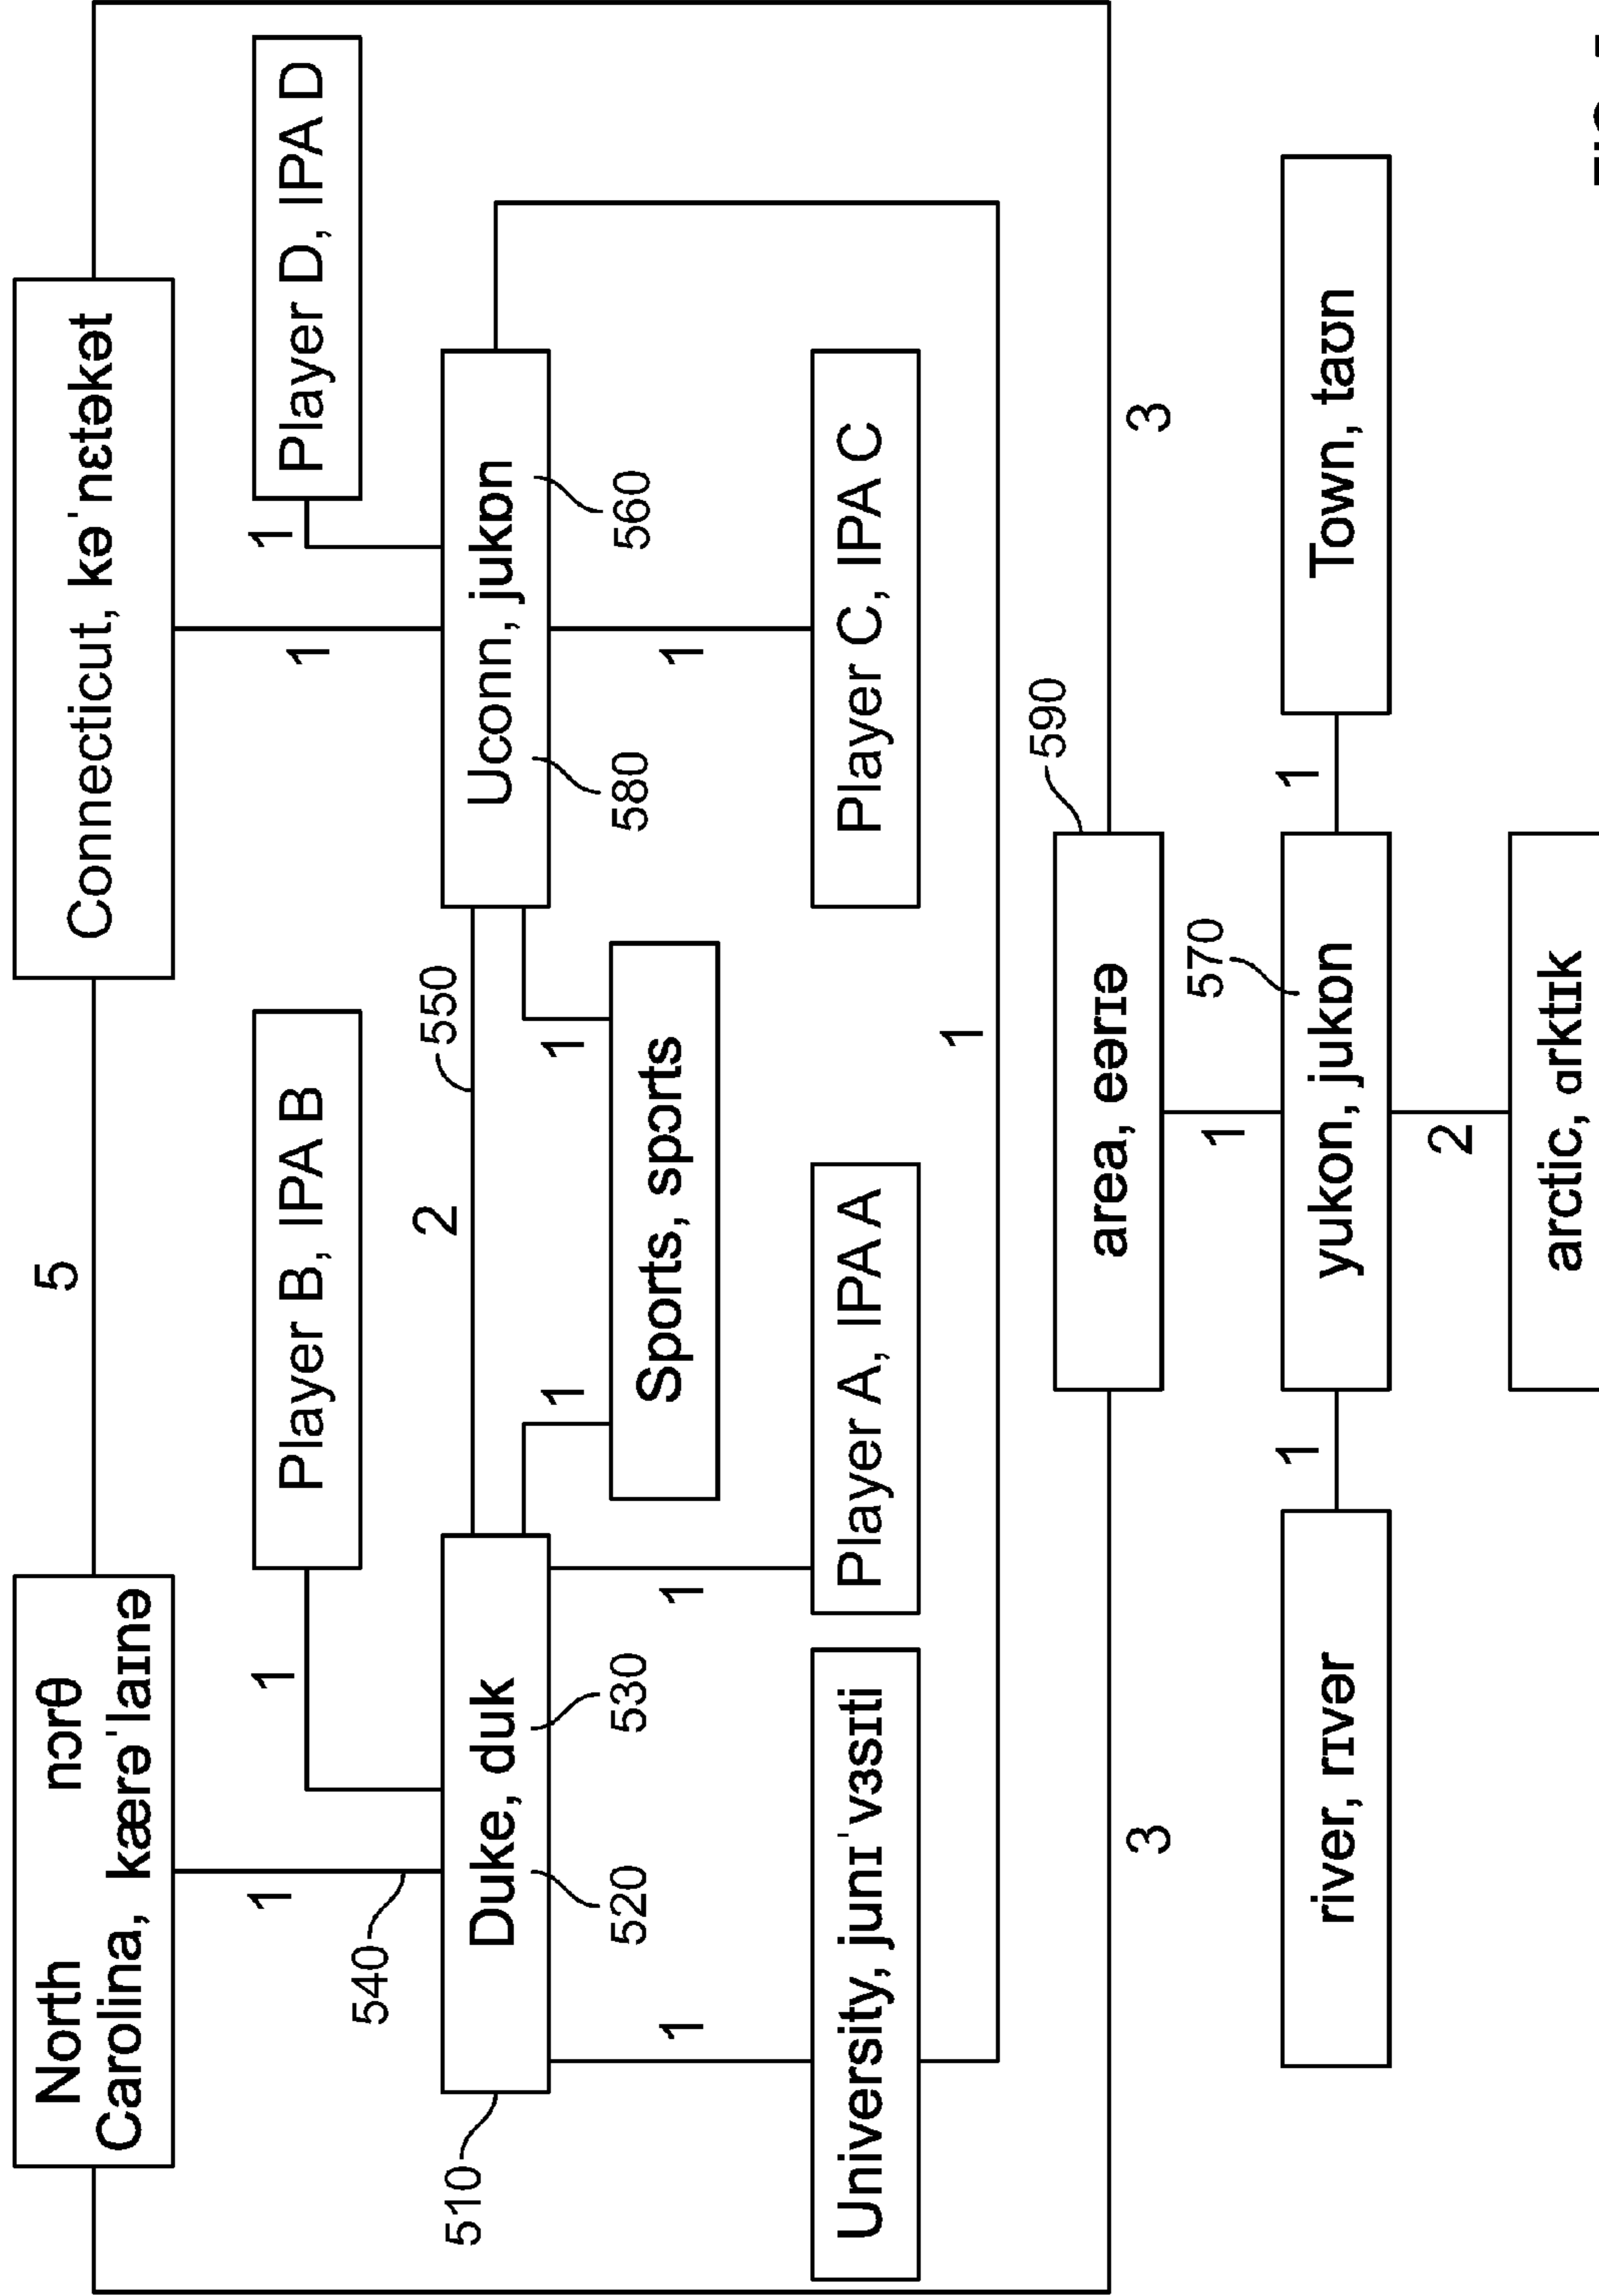 North nɔrθ
Carolina, kærəˈlaɪnə
5
Connecticut, kəˈnɛtəkət
1
540
1
Player B, IPA B
1
1
Player D, IPA D
510
Duke, duk
520
530
2
550
Uconn, jukɒn
580
560
1
1
Sports, spɔrts
1
1
1
University, junɪˈvɜsɪti
Player A, IPA A
Player C, IPA C
1
3
area, eərɪə
590
3
1
570
river, rɪvər
1
yukon, jukɒn
1
Town, taʊn
2
arctic, ɑrktɪk